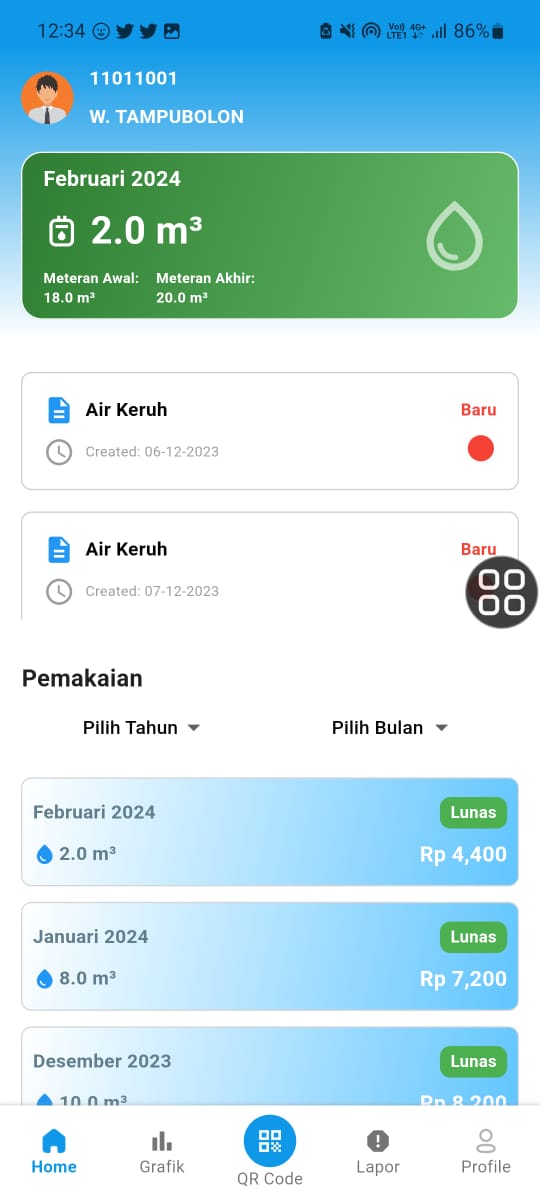 12:34 Vo)) LTE1 4G+ 86%
11011001
W. TAMPUBOLON
Februari 2024
2.0 m³
Meteran Awal: Meteran Akhir:
18.0 m³ 20.0 m³
Air Keruh Baru
Created: 06-12-2023
Air Keruh Baru
Created: 07-12-2023
Pemakaian
Pilih Tahun Pilih Bulan
Februari 2024 Lunas
2.0 m³ Rp 4,400
Januari 2024 Lunas
8.0 m³ Rp 7,200
Desember 2023 Lunas
10.0 m³ Rp 8,200
Home Grafik QR Code Lapor Profile